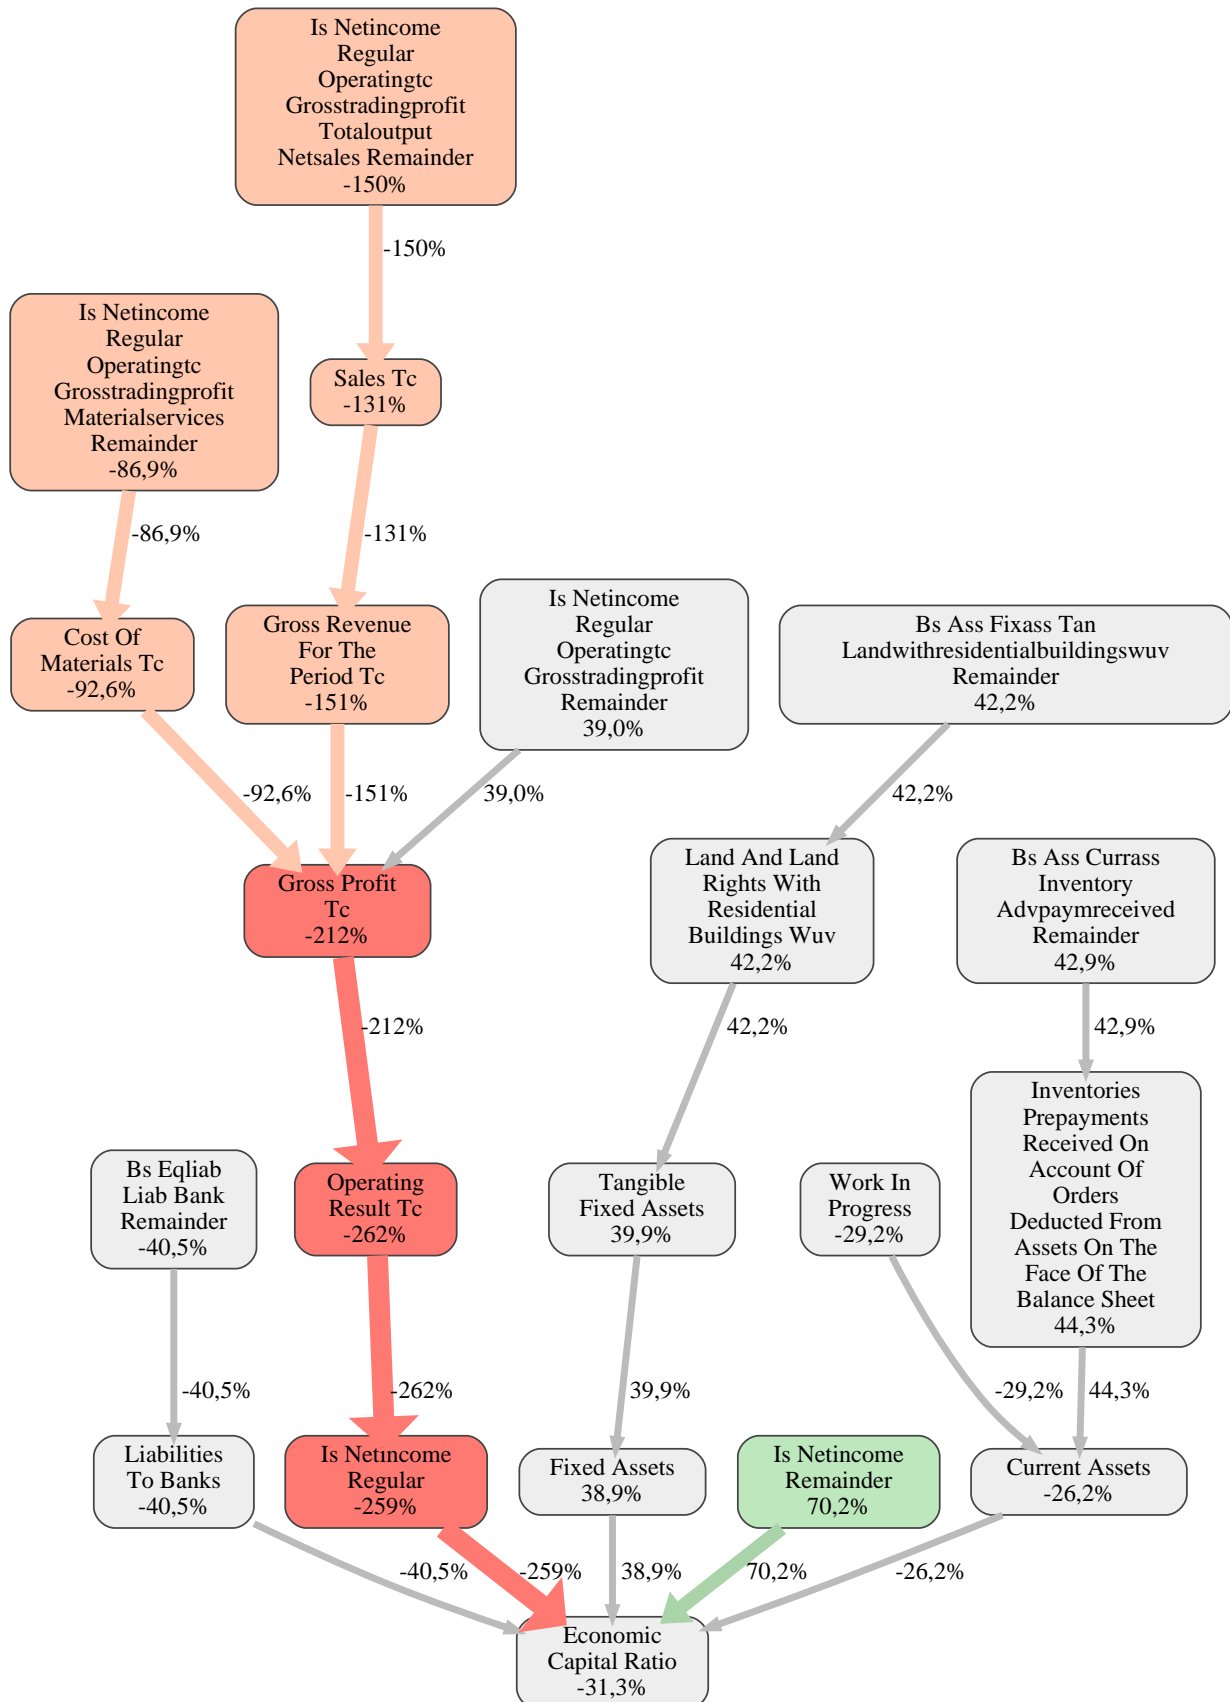 Is Netincome
Regular
Operatingtc
Grosstradingprofit
Totaloutput
Netsales Remainder
-150%
-150%
Is Netincome
Regular
Operatingtc
Grosstradingprofit
Materialservices
Remainder
-86,9%
Sales Tc
-131%
-86,9%
-131%
Cost Of
Materials Tc
-92,6%
Gross Revenue
For The
Period Tc
-151%
Is Netincome
Regular
Operatingtc
Grosstradingprofit
Remainder
39,0%
Bs Ass Fixass Tan
Landwithresidentialbuildingswuv
Remainder
42,2%
-92,6%
-151%
39,0%
42,2%
Gross Profit
Tc
-212%
Land And Land
Rights With
Residential
Buildings Wuv
42,2%
Bs Ass Currass
Inventory
Advpaymreceived
Remainder
42,9%
-212%
42,2%
42,9%
Bs Eqliab
Liab Bank
Remainder
-40,5%
Operating
Result Tc
-262%
Tangible
Fixed Assets
39,9%
Work In
Progress
-29,2%
Inventories
Prepayments
Received On
Account Of
Orders
Deducted From
Assets On The
Face Of The
Balance Sheet
44,3%
-40,5%
-262%
39,9%
-29,2%
44,3%
Liabilities
To Banks
-40,5%
Is Netincome
Regular
-259%
Fixed Assets
38,9%
Is Netincome
Remainder
70,2%
Current Assets
-26,2%
-40,5%
-259%
38,9%
70,2%
-26,2%
Economic
Capital Ratio
-31,3%